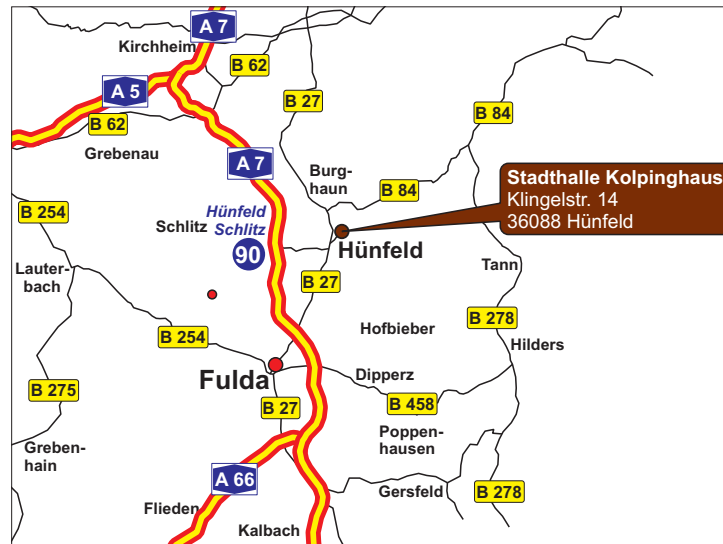 A 7
Kirchheim
B 62
A 5
B 27
B 62
B 84
Grebenau
A 7
Burg-
haun
B 84
Stadthalle Kolpinghaus
Klingelstr. 14
36088 Hünfeld
B 254
Hünfeld
Schlitz
Schlitz
90
Hünfeld
Lauter-
bach
Tann
B 27
B 278
Hofbieber
B 254
Hilders
Fulda
Dipperz
B 275
B 27
B 458
Poppen-
hausen
Greben-
hain
A 66
Gersfeld
B 278
Flieden
Kalbach